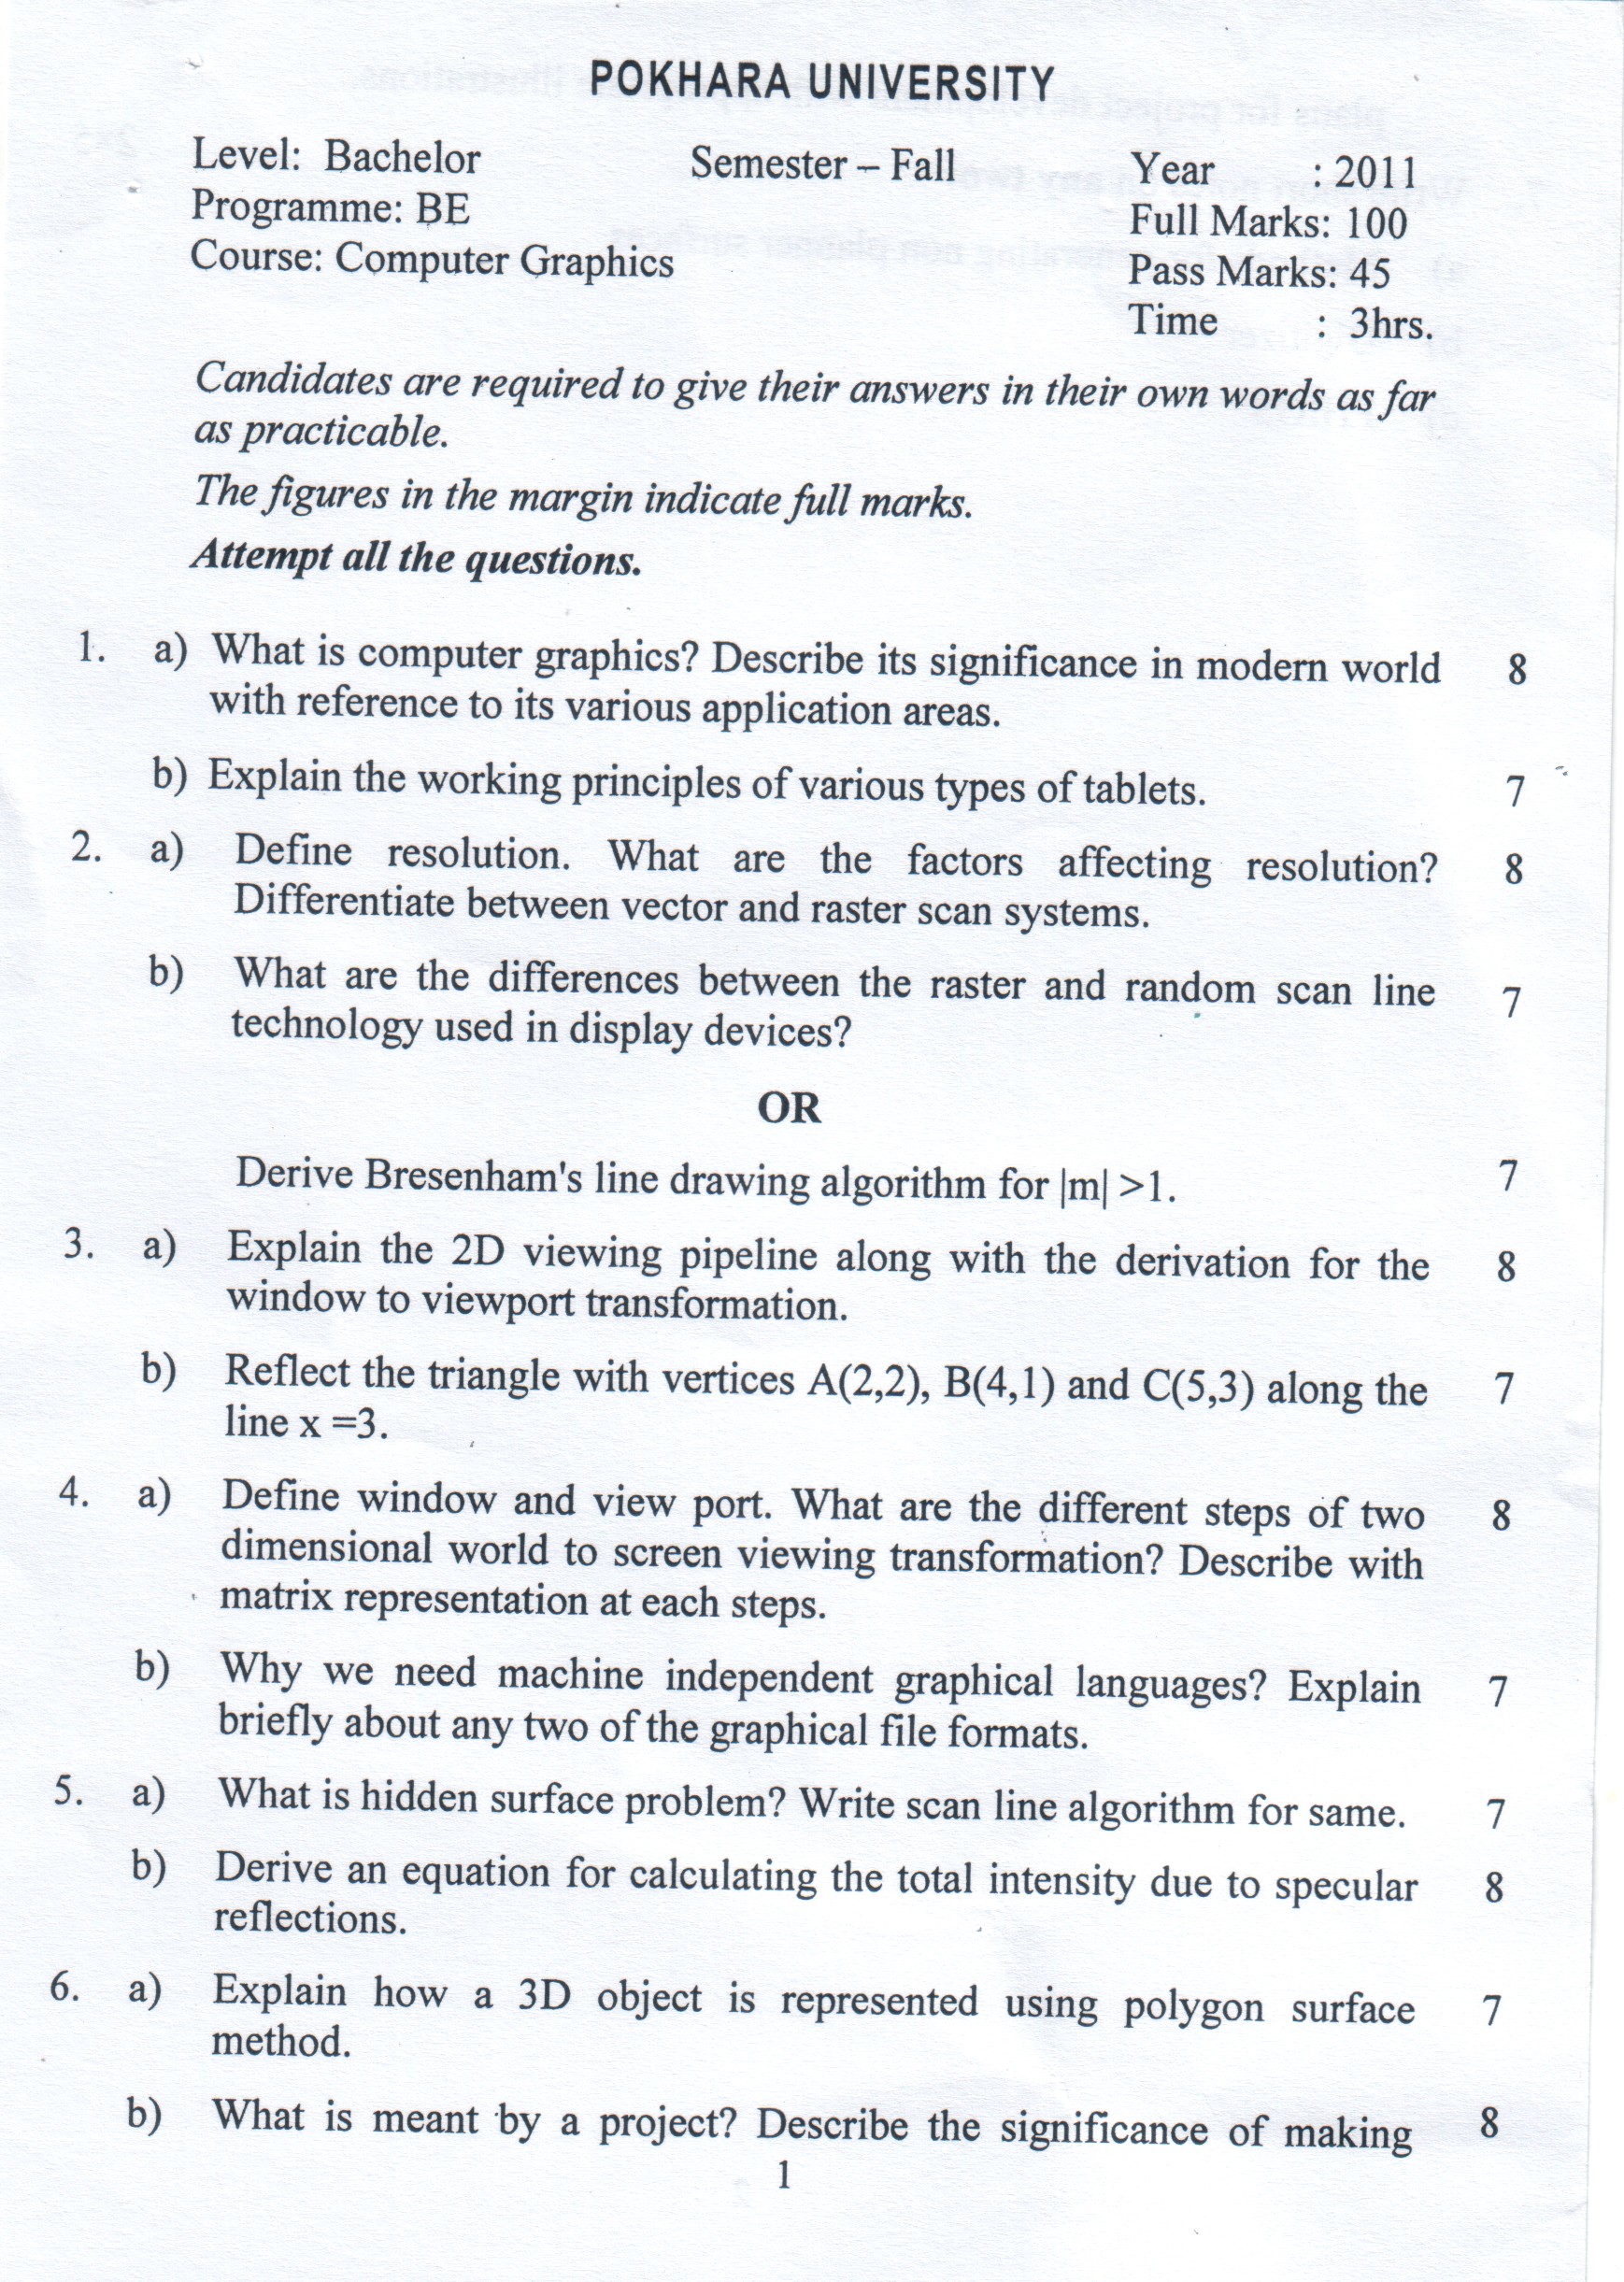 POKHARA UNIVERSITY
Level: Bachelor Semester – Fall Year : 2011
Programme: BE Full Marks: 100
Course: Computer Graphics Pass Marks: 45
Time : 3hrs.
Candidates are required to give their answers in their own words as far
as practicable.
The figures in the margin indicate full marks.
Attempt all the questions.
1. a) What is computer graphics? Describe its significance in modern world 8
with reference to its various application areas.
b) Explain the working principles of various types of tablets. 7
2. a) Define resolution. What are the factors affecting resolution? 8
Differentiate between vector and raster scan systems.
b) What are the differences between the raster and random scan line 7
technology used in display devices?
OR
Derive Bresenham's line drawing algorithm for |m| >1. 7
3. a) Explain the 2D viewing pipeline along with the derivation for the 8
window to viewport transformation.
b) Reflect the triangle with vertices A(2,2), B(4,1) and C(5,3) along the 7
line x =3.
4. a) Define window and view port. What are the different steps of two 8
dimensional world to screen viewing transformation? Describe with
matrix representation at each steps.
b) Why we need machine independent graphical languages? Explain 7
briefly about any two of the graphical file formats.
5. a) What is hidden surface problem? Write scan line algorithm for same. 7
b) Derive an equation for calculating the total intensity due to specular 8
reflections.
6. a) Explain how a 3D object is represented using polygon surface 7
method.
b) What is meant by a project? Describe the significance of making 8
1